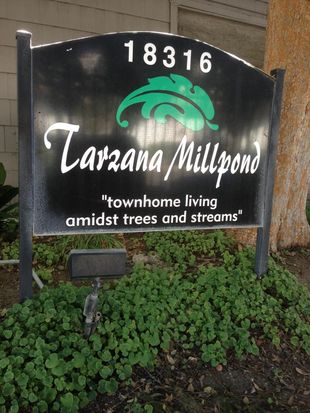 18316
Tarzana Millpond
"townhome living
amidst trees and streams"